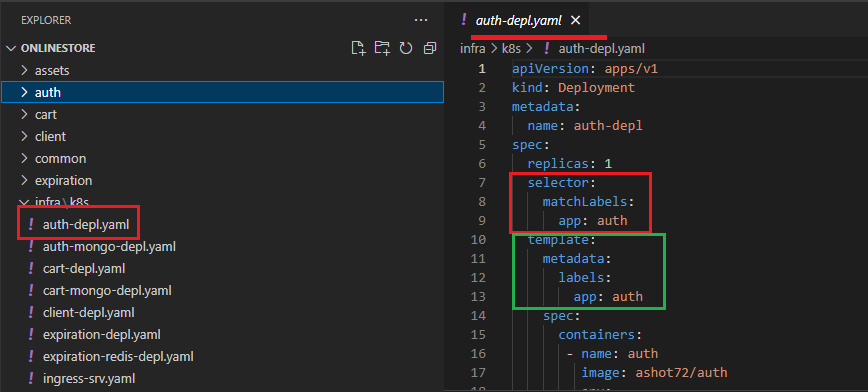 EXPLORER
...
ONLINESTORE
assets
auth
cart
client
common
expiration
infra\k8s
! auth-depl.yaml
! auth-mongo-depl.yaml
! cart-depl.yaml
! cart-mongo-depl.yaml
! client-depl.yaml
! expiration-depl.yaml
! expiration-redis-depl.yaml
! ingress-srv.yaml
! auth-depl.yaml ×
infra > k8s > ! auth-depl.yaml
1 apiVersion: apps/v1
2 kind: Deployment
3 metadata:
4   name: auth-depl
5 spec:
6   replicas: 1
7   selector:
8     matchLabels:
9       app: auth
10   template:
11     metadata:
12       labels:
13         app: auth
14     spec:
15       containers:
16        - name: auth
17          image: ashot72/auth